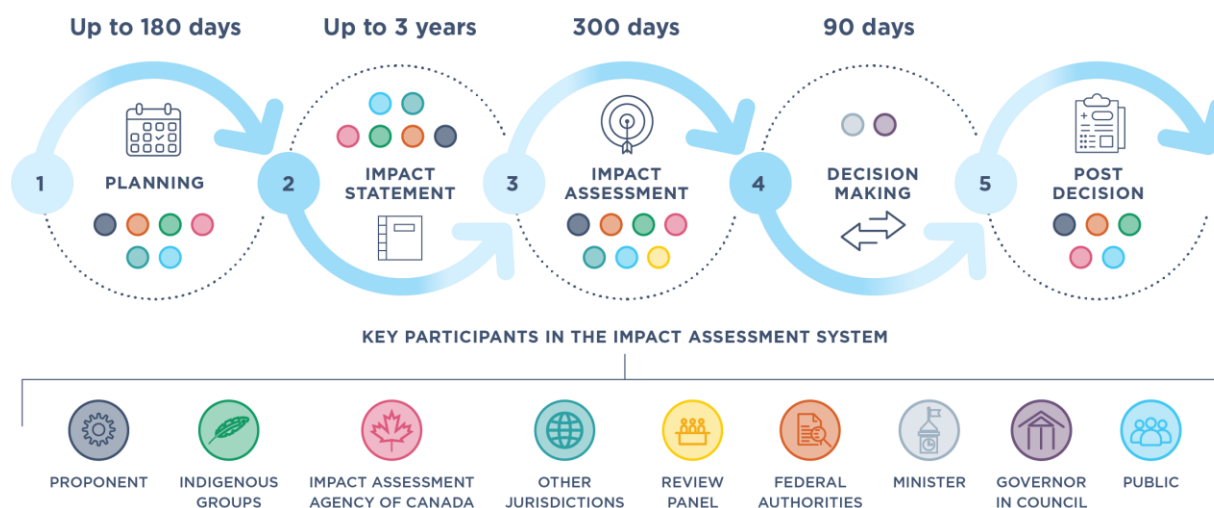 Up to 180 days
Up to 3 years
300 days
90 days
1
PLANNING
2
IMPACT
STATEMENT
3
IMPACT
ASSESSMENT
4
DECISION
MAKING
5
POST
DECISION
KEY PARTICIPANTS IN THE IMPACT ASSESSMENT SYSTEM
PROPONENT
INDIGENOUS
GROUPS
IMPACT ASSESSMENT
AGENCY OF CANADA
OTHER
JURISDICTIONS
REVIEW
PANEL
FEDERAL
AUTHORITIES
MINISTER
GOVERNOR
IN COUNCIL
PUBLIC